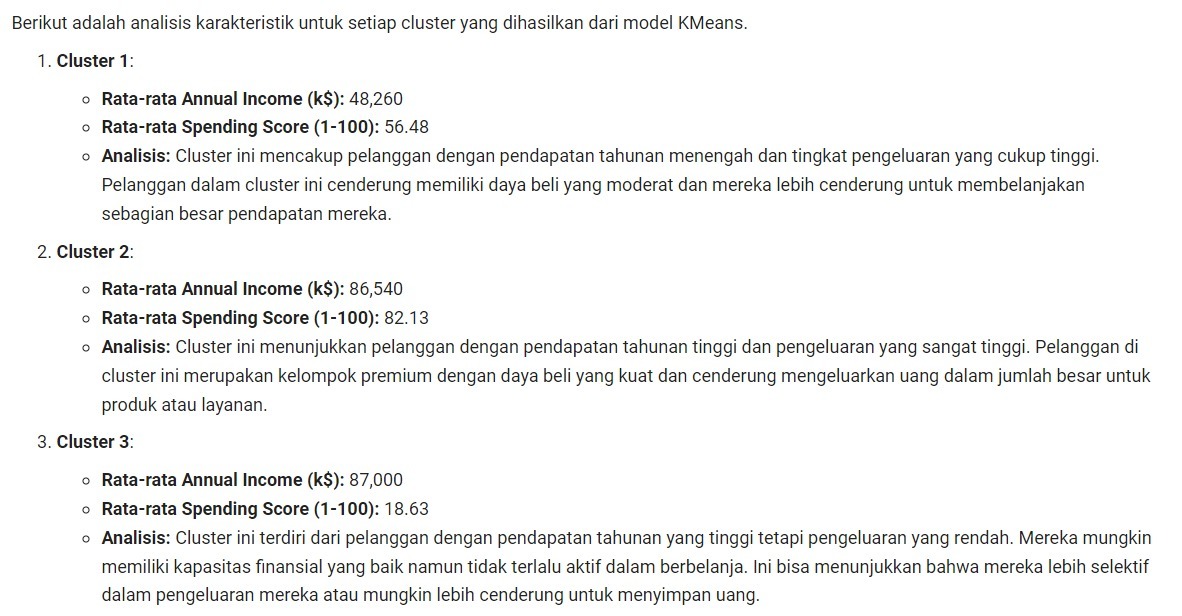 Berikut adalah analisis karakteristik untuk setiap cluster yang dihasilkan dari model KMeans.
1. Cluster 1:
Rata-rata Annual Income (k$): 48,260
Rata-rata Spending Score (1-100): 56.48
Analisis: Cluster ini mencakup pelanggan dengan pendapatan tahunan menengah dan tingkat pengeluaran yang cukup tinggi.
Pelanggan dalam cluster ini cenderung memiliki daya beli yang moderat dan mereka lebih cenderung untuk membelanjakan
sebagian besar pendapatan mereka.
2. Cluster 2:
Rata-rata Annual Income (k$): 86,540
Rata-rata Spending Score (1-100): 82.13
Analisis: Cluster ini menunjukkan pelanggan dengan pendapatan tahunan tinggi dan pengeluaran yang sangat tinggi. Pelanggan di
cluster ini merupakan kelompok premium dengan daya beli yang kuat dan cenderung mengeluarkan uang dalam jumlah besar untuk
produk atau layanan.
3. Cluster 3:
Rata-rata Annual Income (k$): 87,000
Rata-rata Spending Score (1-100): 18.63
Analisis: Cluster ini terdiri dari pelanggan dengan pendapatan tahunan yang tinggi tetapi pengeluaran yang rendah. Mereka mungkin
memiliki kapasitas finansial yang baik namun tidak terlalu aktif dalam berbelanja. Ini bisa menunjukkan bahwa mereka lebih selektif
dalam pengeluaran mereka atau mungkin lebih cenderung untuk menyimpan uang.